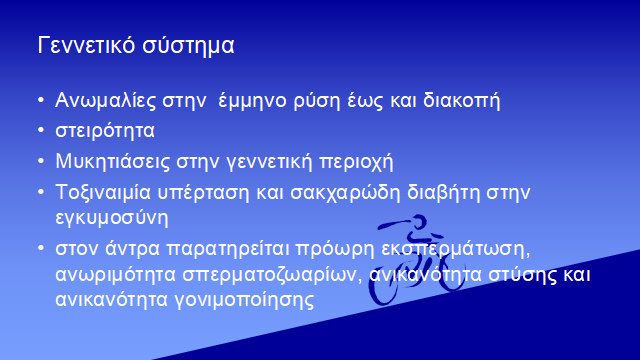 Γεννετικό σύστημα
• Ανωμαλίες στην  έμμηνο ρύση έως και διακοπή
• στειρότητα
• Μυκητιάσεις στην γεννετική περιοχή
• Τοξιναιμία υπέρταση και σακχαρώδη διαβήτη στην
εγκυμοσύνη
• στον άντρα παρατηρείται πρόωρη εκσπερμάτωση,
ανωριμότητα σπερματοζωαρίων, ανικανότητα στύσης και
ανικανότητα γονιμοποίησης